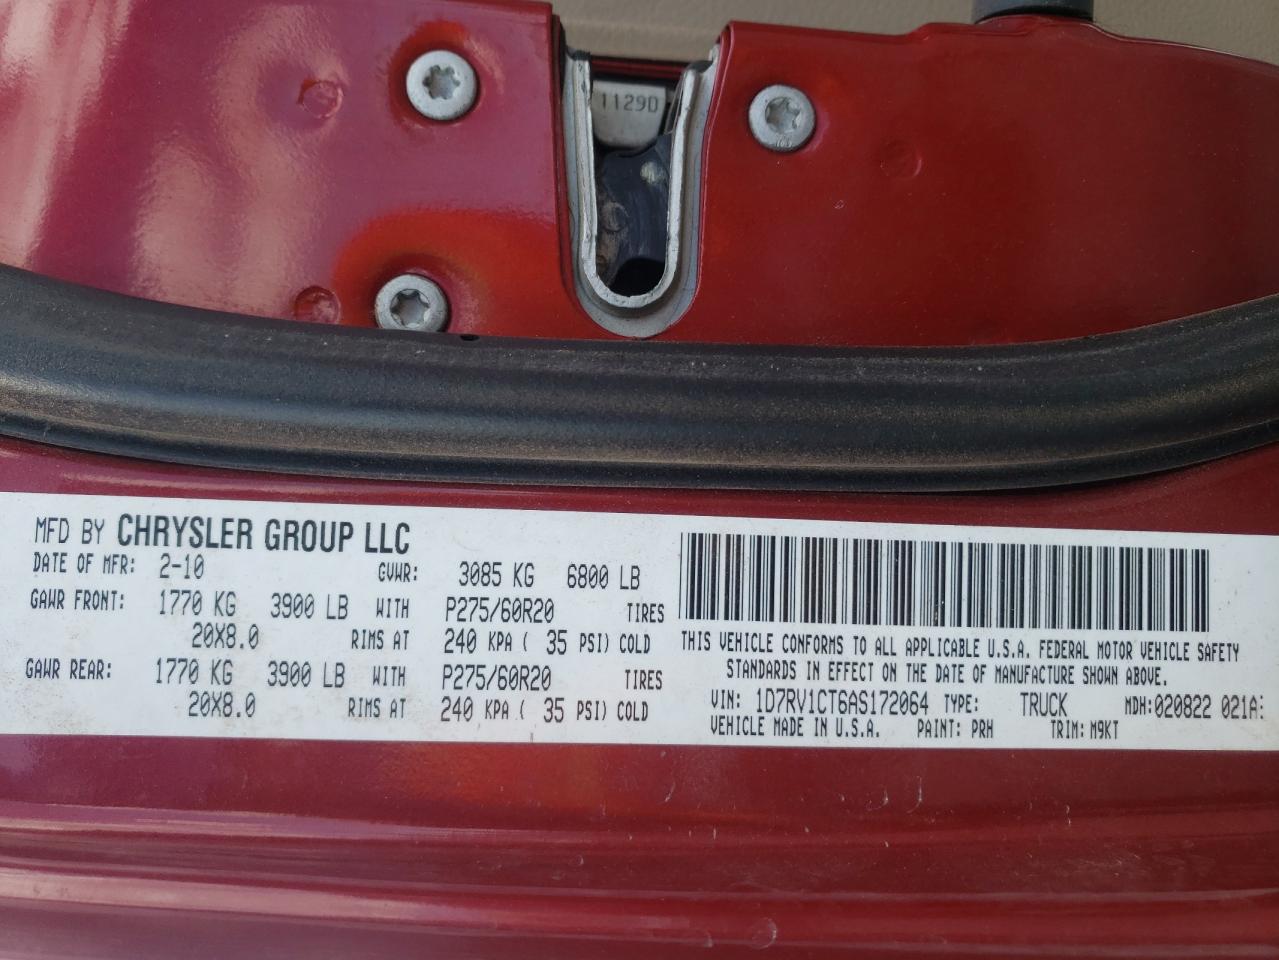 11290
MFD BY CHRYSLER GROUP LLC
DATE OF MFR: 2-10 GVWR: 3085 KG 6800 LB
GAWR FRONT: 1770 KG 3900 LB WITH P275/60R20 TIRES
20X8.0 RIMS AT 240 KPA ( 35 PSI) COLD
GAWR REAR: 1770 KG 3900 LB WITH P275/60R20 TIRES
20X8.0 RIMS AT 240 KPA ( 35 PSI) COLD
THIS VEHICLE CONFORMS TO ALL APPLICABLE U.S.A. FEDERAL MOTOR VEHICLE SAFETY
STANDARDS IN EFFECT ON THE DATE OF MANUFACTURE SHOWN ABOVE.
VIN: 1D7RV1CT6AS172064 TYPE: TRUCK MDH:020822 021A:
VEHICLE MADE IN U.S.A. PAINT: PRH TRIM: M9KT